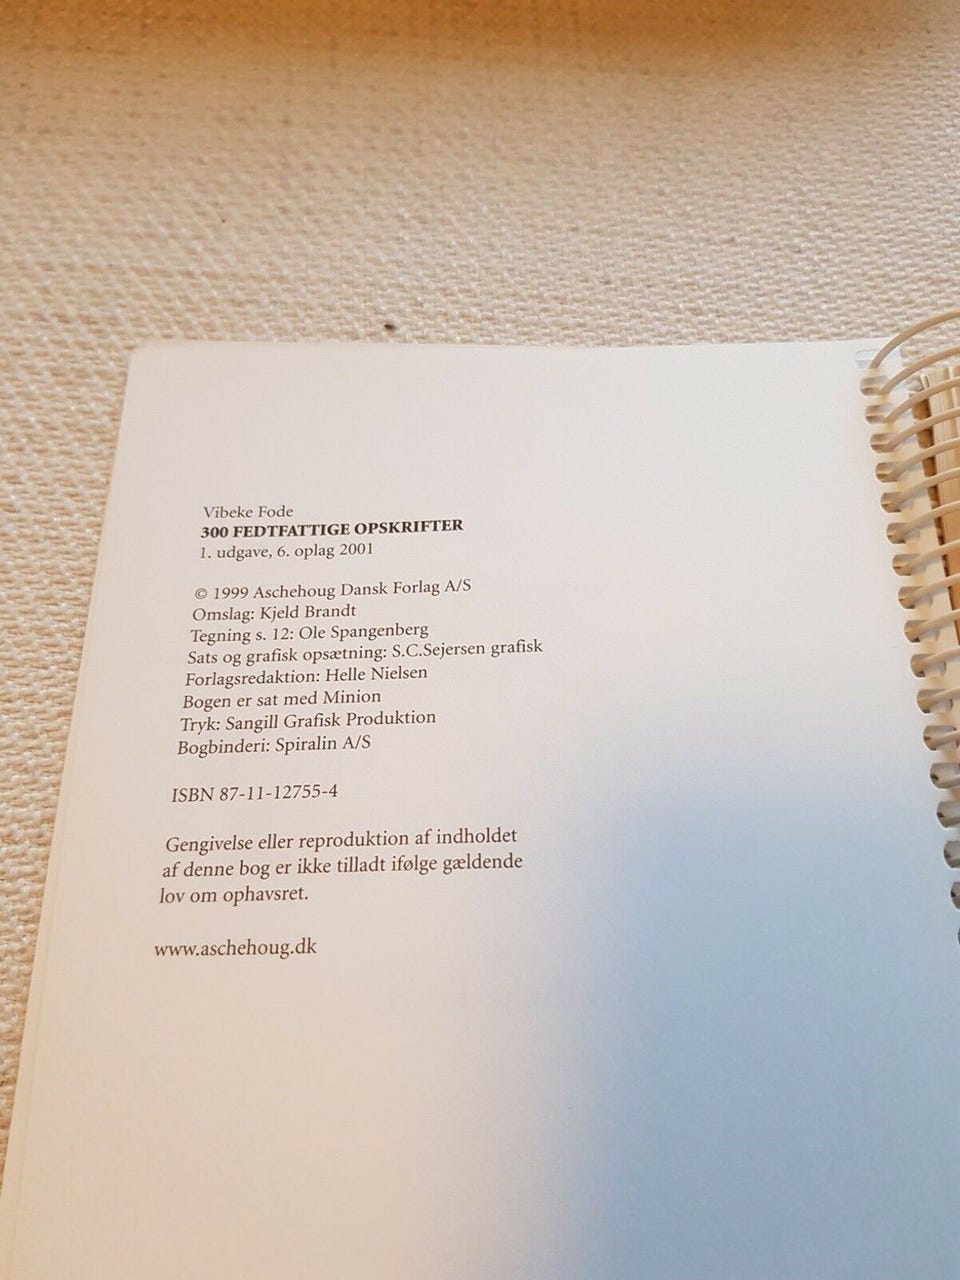 Vibeke Fode
300 FEDTFATTIGE OPSKRIFTER
1. udgave, 6. oplag 2001
© 1999 Aschehoug Dansk Forlag A/S
Omslag: Kjeld Brandt
Tegning s. 12: Ole Spangenberg
Sats og grafisk opsætning: S.C.Sejersen grafisk
Forlagsredaktion: Helle Nielsen
Bogen er sat med Minion
Tryk: Sangill Grafisk Produktion
Bogbinderi: Spiralin A/S
ISBN 87-11-12755-4
Gengivelse eller reproduktion af indholdet
af denne bog er ikke tilladt ifølge gældende
lov om ophavsret.
www.aschehoug.dk